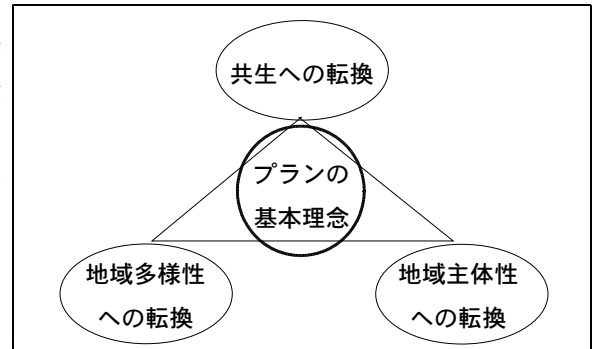 共生への転換
プランの
基本理念
地域多様性
への転換
地域主体性
への転換